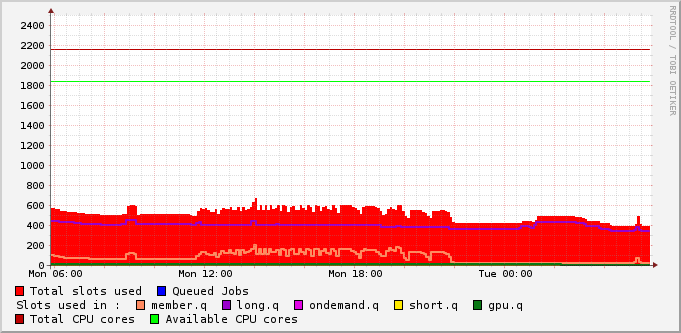 RRDTOOL / TOBI OETIKER
2400
2200
2000
1800
1600
1400
1200
1000
800
600
400
200
0
Mon 06:00 Mon 12:00 Mon 18:00 Tue 00:00
Total slots used Queued Jobs
Slots used in : member.q long.q ondemand.q short.q gpu.q
Total CPU cores Available CPU cores